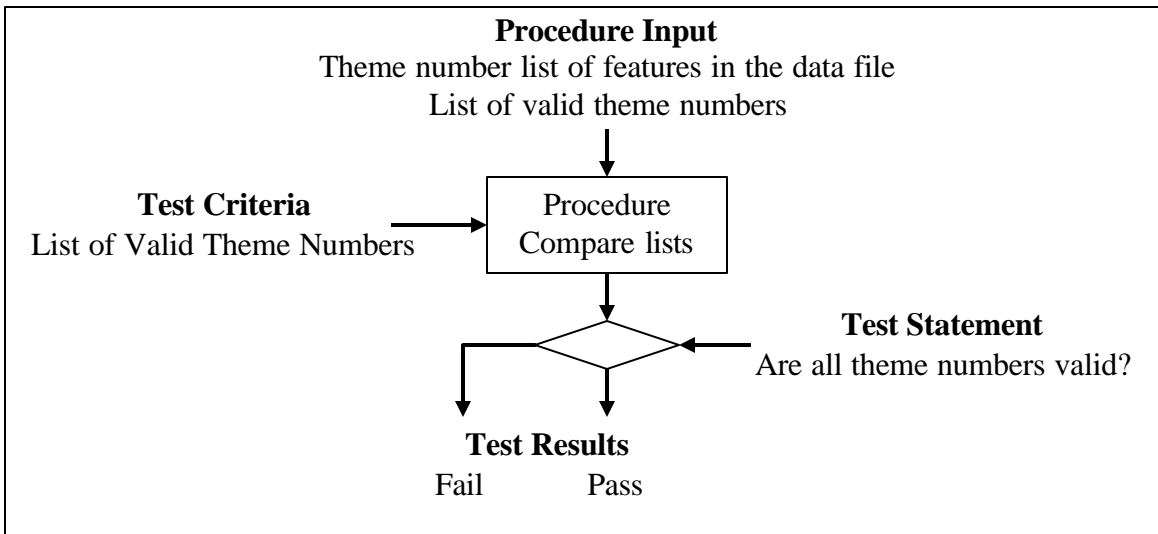 Procedure Input
Theme number list of features in the data file
List of valid theme numbers
Test Criteria
List of Valid Theme Numbers
Procedure
Compare lists
Test Statement
Are all theme numbers valid?
Test Results
Fail Pass